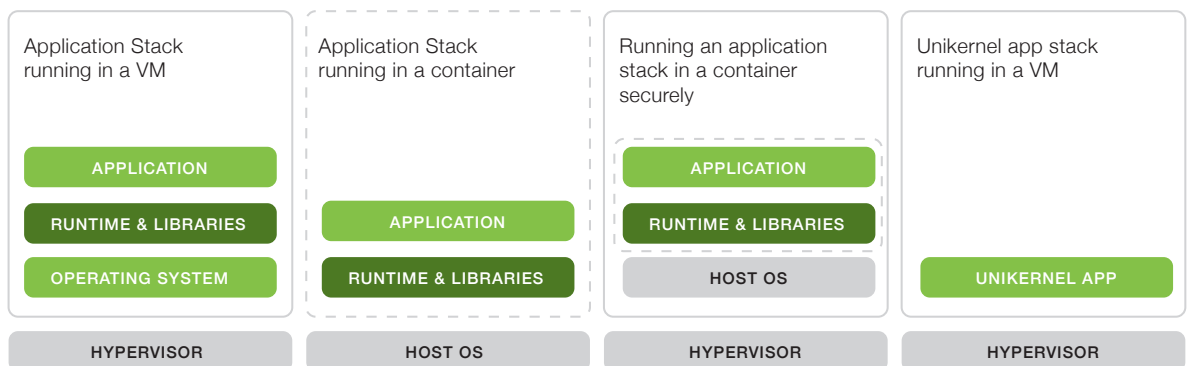 Application Stack
running in a VM
APPLICATION
RUNTIME & LIBRARIES
OPERATING SYSTEM
HYPERVISOR
Application Stack
running in a container
APPLICATION
RUNTIME & LIBRARIES
HOST OS
Running an application
stack in a container
securely
APPLICATION
RUNTIME & LIBRARIES
HOST OS
HYPERVISOR
Unikernel app stack
running in a VM
UNIKERNEL APP
HYPERVISOR